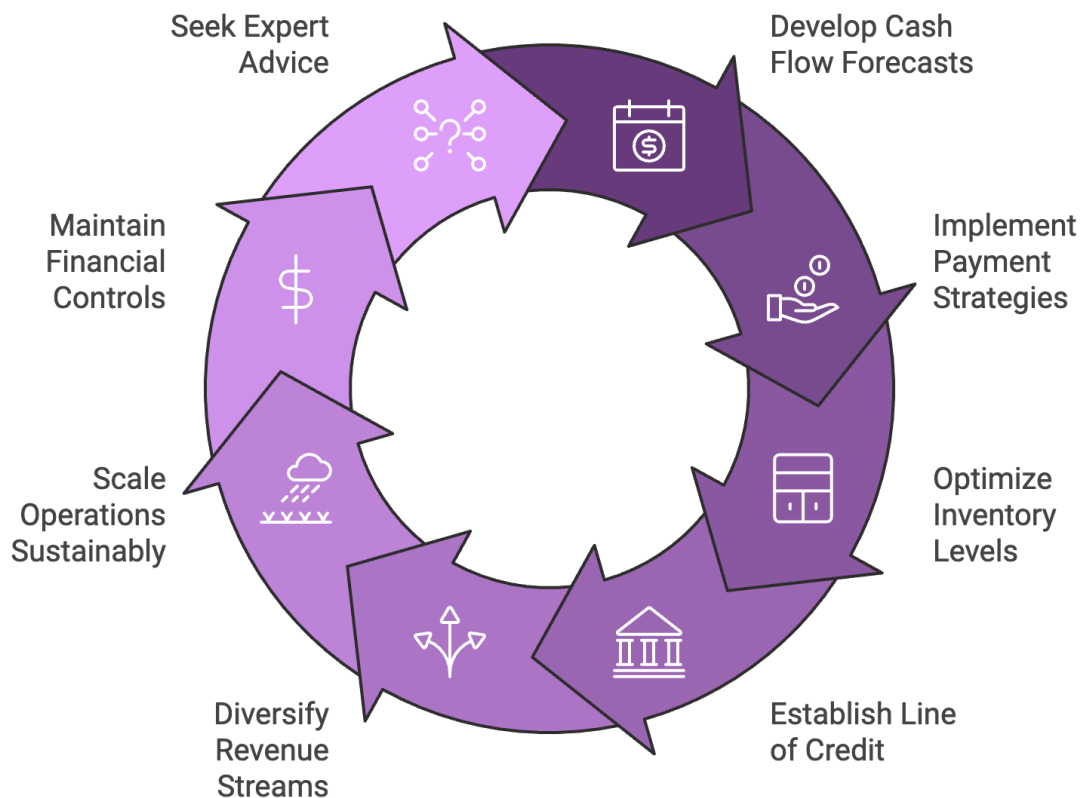 Seek Expert
Advice
Develop Cash
Flow Forecasts
Maintain
Financial
Controls
Implement
Payment
Strategies
Scale
Operations
Sustainably
Optimize
Inventory
Levels
Diversify
Revenue
Streams
Establish Line
of Credit